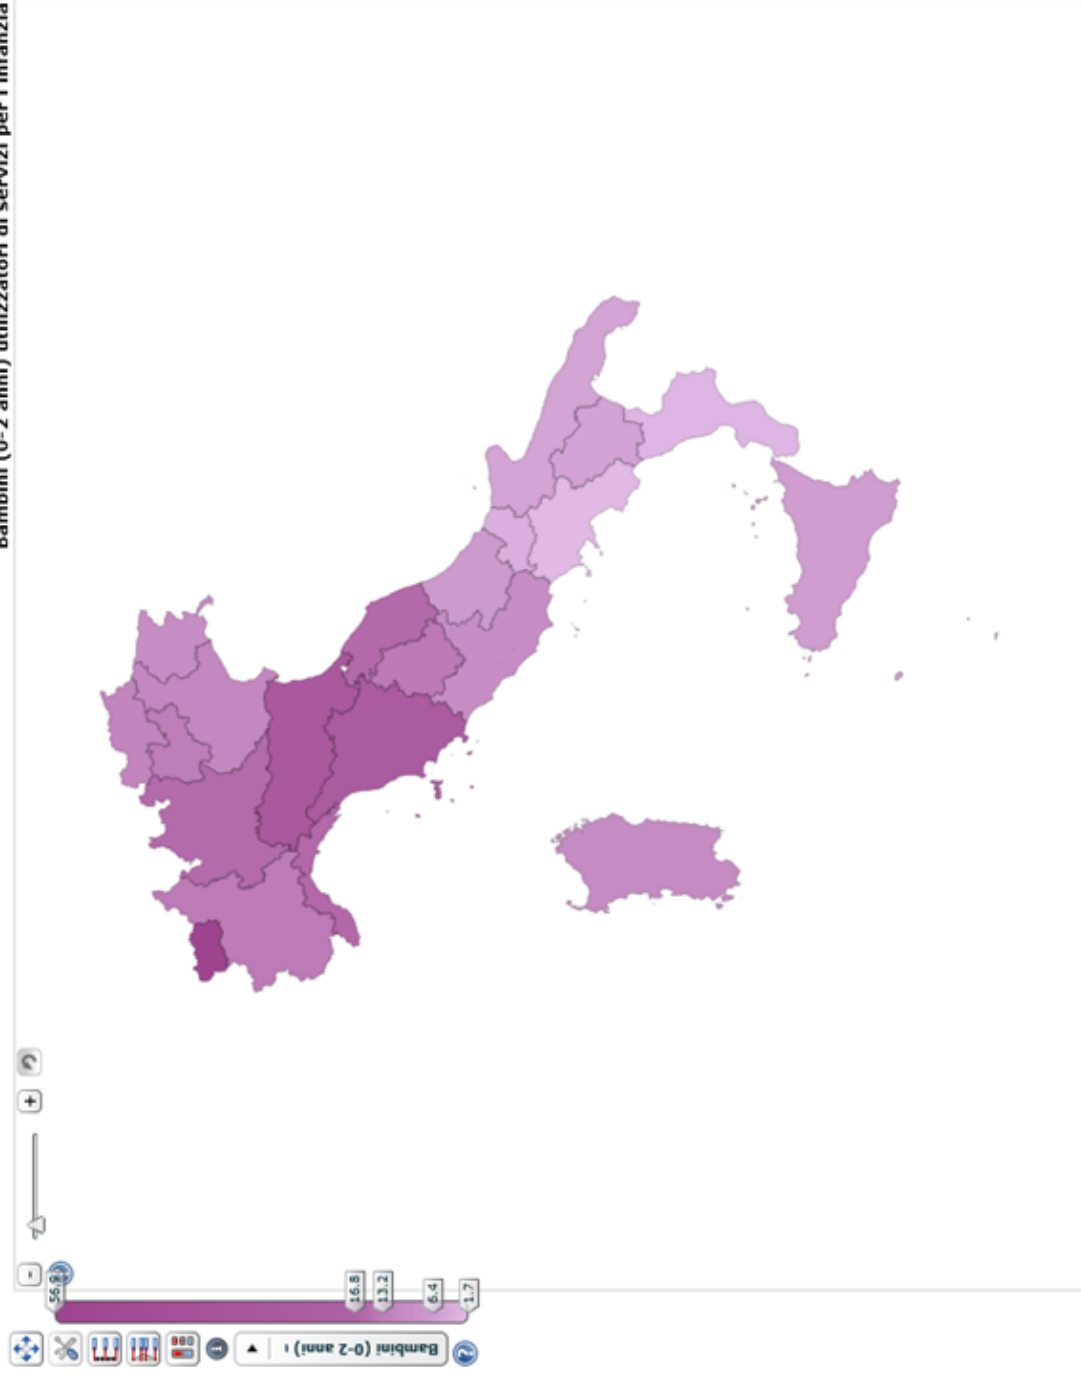 Bambini (0-2 anni) utilizzatori di servizi per l'infanzia
56.9
16.8
13.2
6.4
1.7
Bambini (0-2 anni)